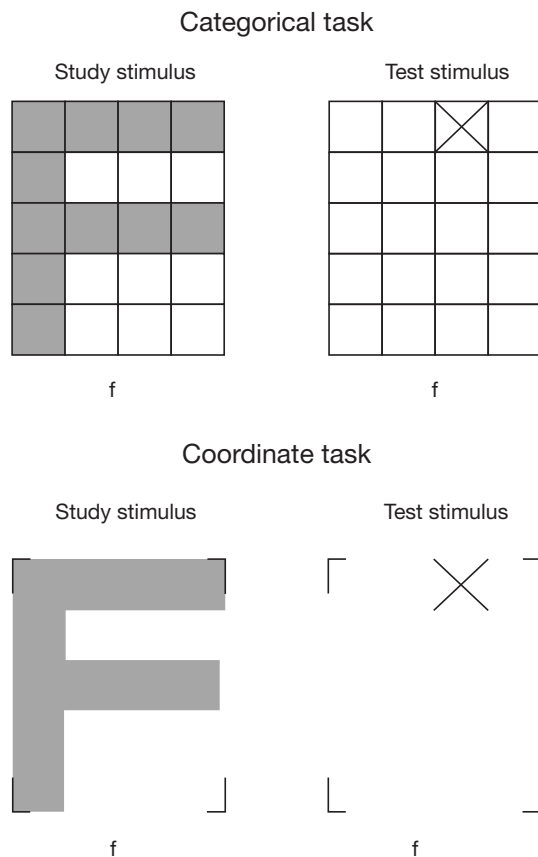 Categorical task
Study stimulus Test stimulus
f f
Coordinate task
Study stimulus Test stimulus
f f